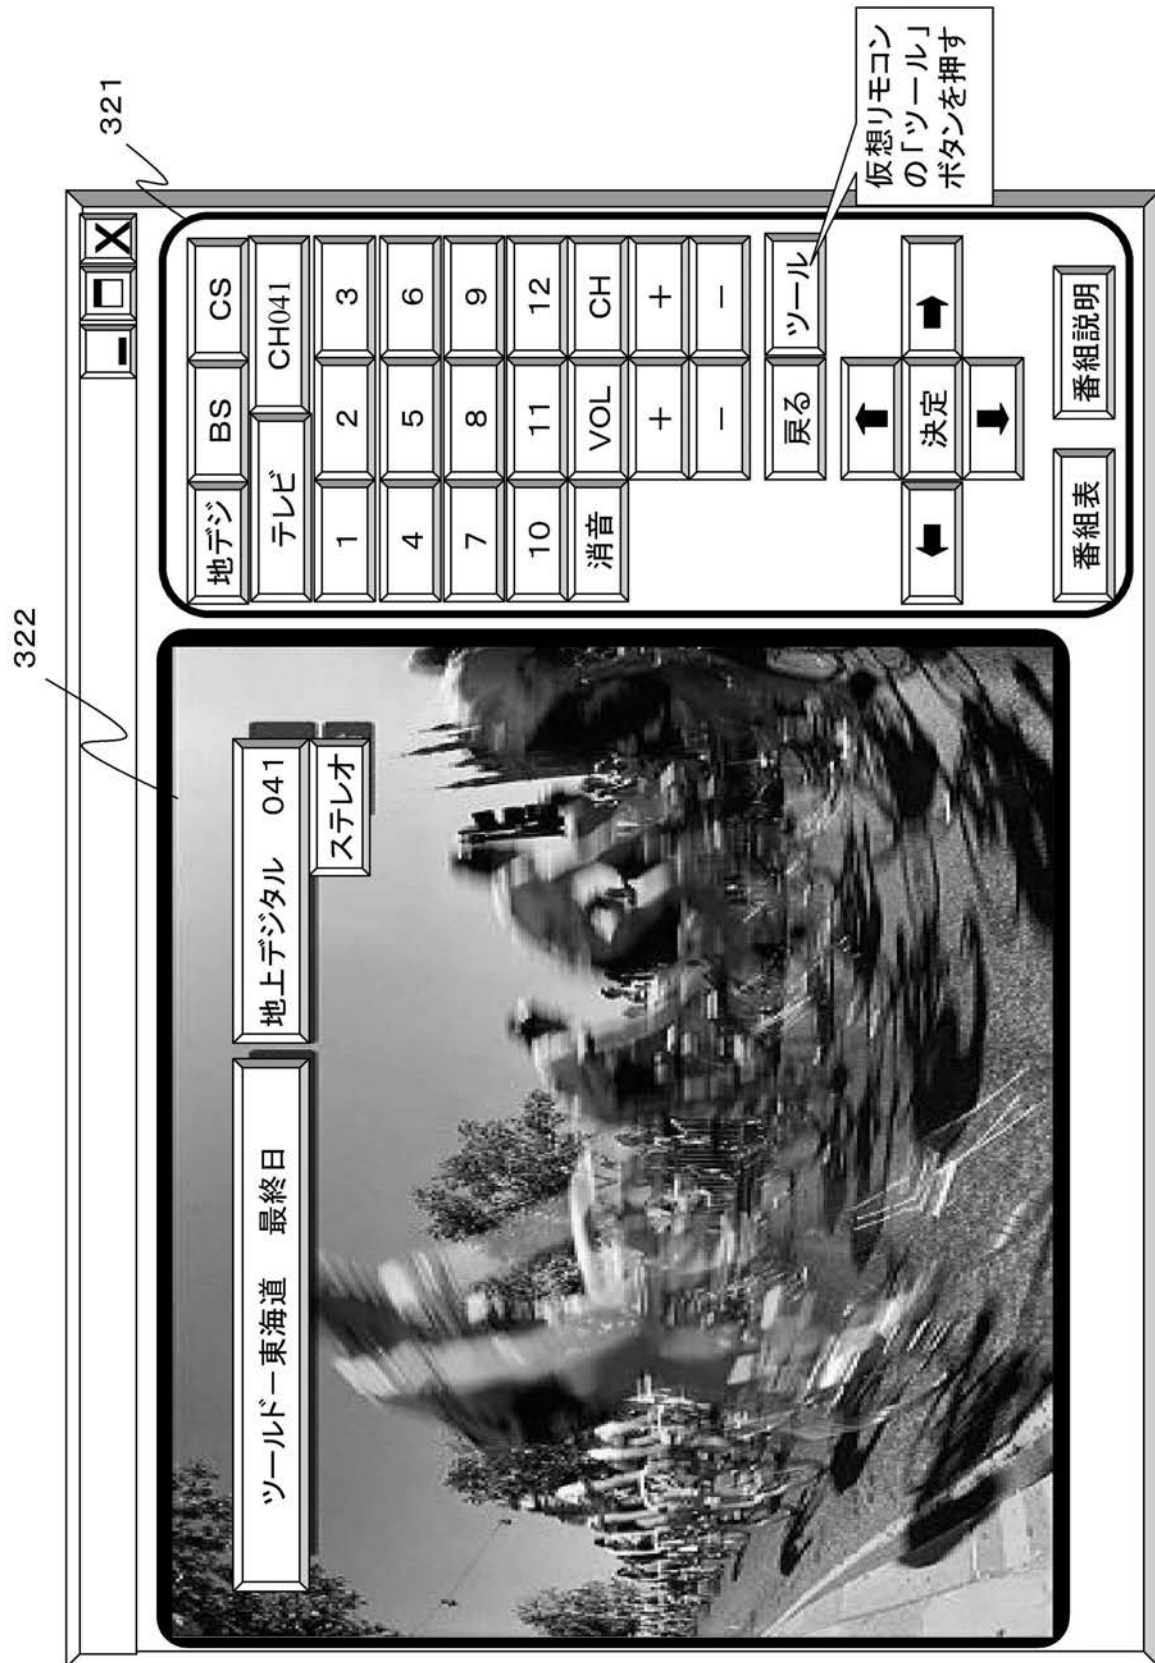 322
321
X
ツールドー東海道 最終日
地上デジタル 041
ステレオ
地デジ BS CS
テレビ CH041
1 2 3
4 5 6
7 8 9
10 11 12
消音 VOL CH
+ +
− −
戻る ツール
決定
番組表 番組説明
仮想リモコン
の「ツール」
ボタンを押す